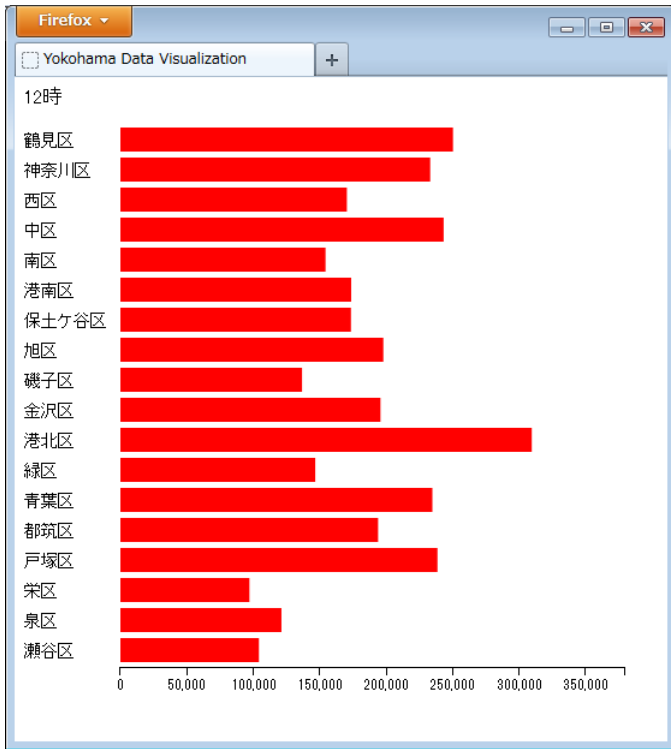 Firefox
Yokohama Data Visualization
12時
鶴見区
神奈川区
西区
中区
南区
港南区
保土ケ谷区
旭区
磯子区
金沢区
港北区
緑区
青葉区
都筑区
戸塚区
栄区
泉区
瀬谷区
0 50,000 100,000 150,000 200,000 250,000 300,000 350,000